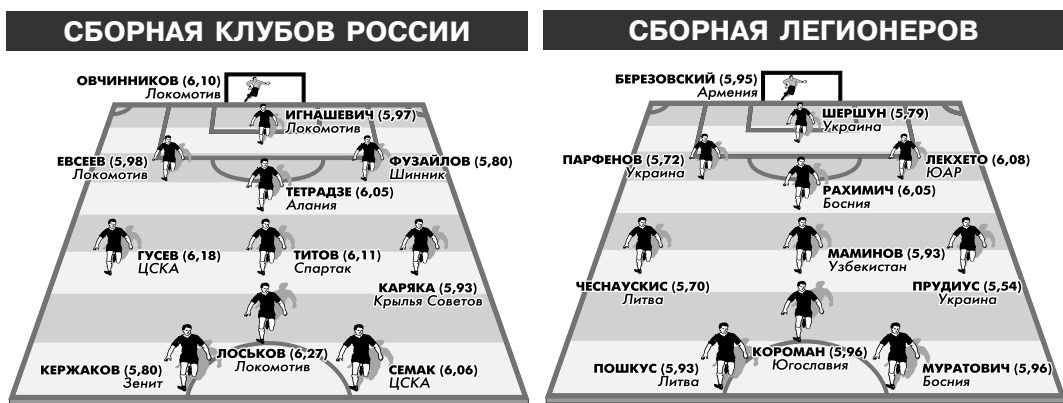 СБОРНАЯ КЛУБОВ РОССИИ
ОВЧИННИКОВ (6,10)
Локомотив
ИГНАШЕВИЧ (5,97)
Локомотив
ЕВСЕЕВ (5,98)
Локомотив
ФУЗАЙЛОВ (5,80)
Шинник
ТЕТРАДЗЕ (6,05)
Алания
ГУСЕВ (6,18)
ЦСКА
ТИТОВ (6,11)
Спартак
КАРЯКА (5,93)
Крылья Советов
ЛОСЬКОВ (6,27)
Локомотив
КЕРЖАКОВ (5,80)
Зенит
СЕМАК (6,06)
ЦСКА
СБОРНАЯ ЛЕГИОНЕРОВ
БЕРЕЗОВСКИЙ (5,95)
Армения
ШЕРШУН (5,79)
Украина
ПАРФЕНОВ (5,72)
Украина
ЛЕКХЕТО (6,08)
ЮАР
РАХИМИЧ (6,05)
Босния
МАМИНОВ (5,93)
Узбекистан
ЧЕСНАУСКИС (5,70)
Литва
ПРУДИУС (5,54)
Украина
КОРОМАН (5,96)
Югославия
ПОШКУС (5,93)
Литва
МУРАТОВИЧ (5,96)
Босния